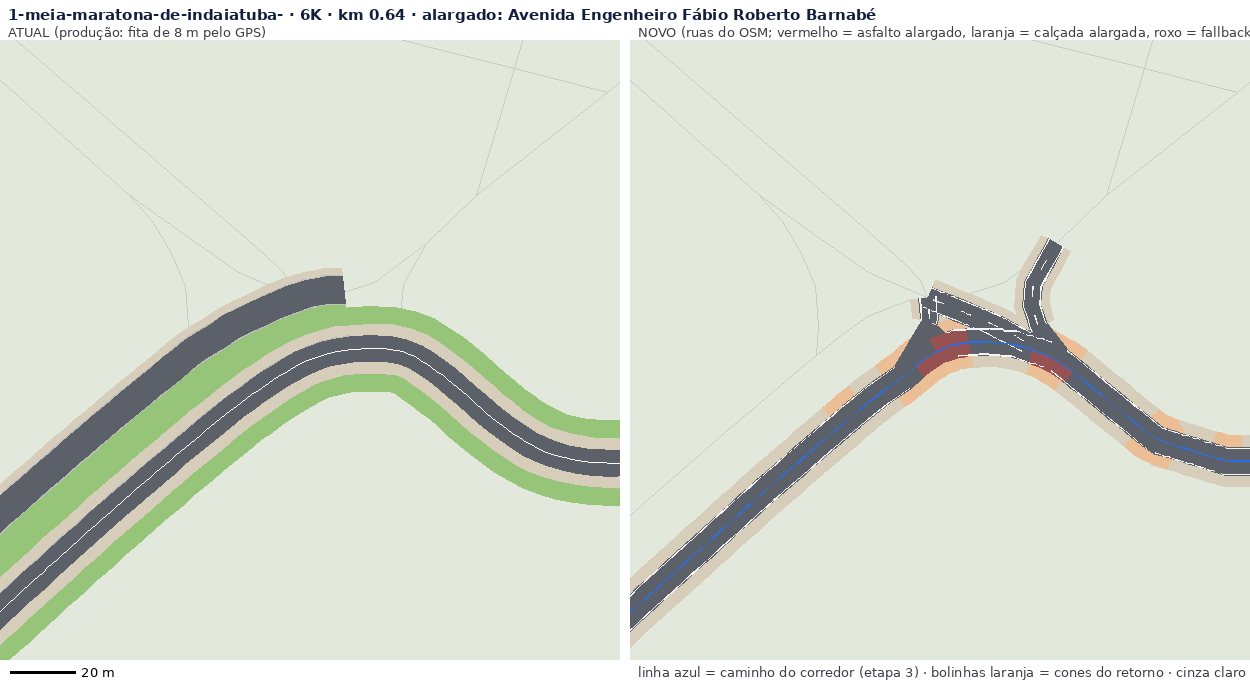 1-meia-maratona-de-indaiatuba- · 6K · km 0.64 · alargado: Avenida Engenheiro Fábio Roberto Barnabé
ATUAL (produção: fita de 8 m pelo GPS)
NOVO (ruas do OSM; vermelho = asfalto alargado, laranja = calçada alargada, roxo = fallback
20 m
linha azul = caminho do corredor (etapa 3) · bolinhas laranja = cones do retorno · cinza claro